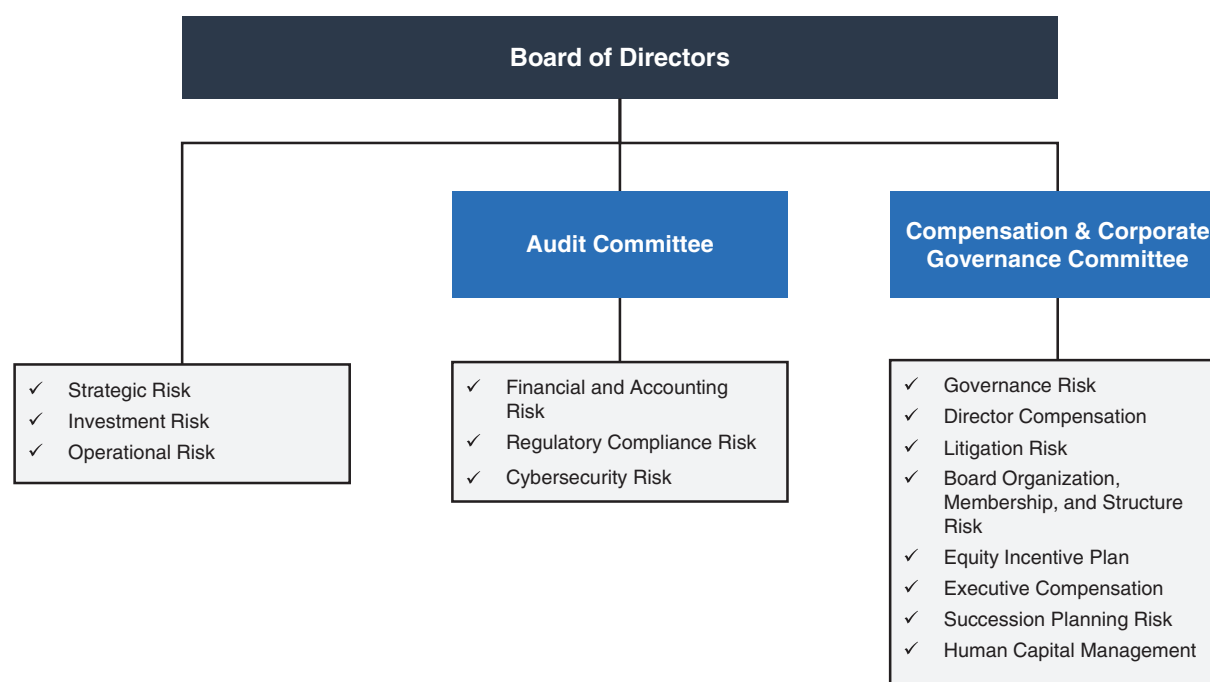 Board of Directors
Audit Committee
Compensation & Corporate
Governance Committee
✓ Strategic Risk
✓ Investment Risk
✓ Operational Risk
✓ Financial and Accounting
Risk
✓ Regulatory Compliance Risk
✓ Cybersecurity Risk
✓ Governance Risk
✓ Director Compensation
✓ Litigation Risk
✓ Board Organization,
Membership, and Structure
Risk
✓ Equity Incentive Plan
✓ Executive Compensation
✓ Succession Planning Risk
✓ Human Capital Management